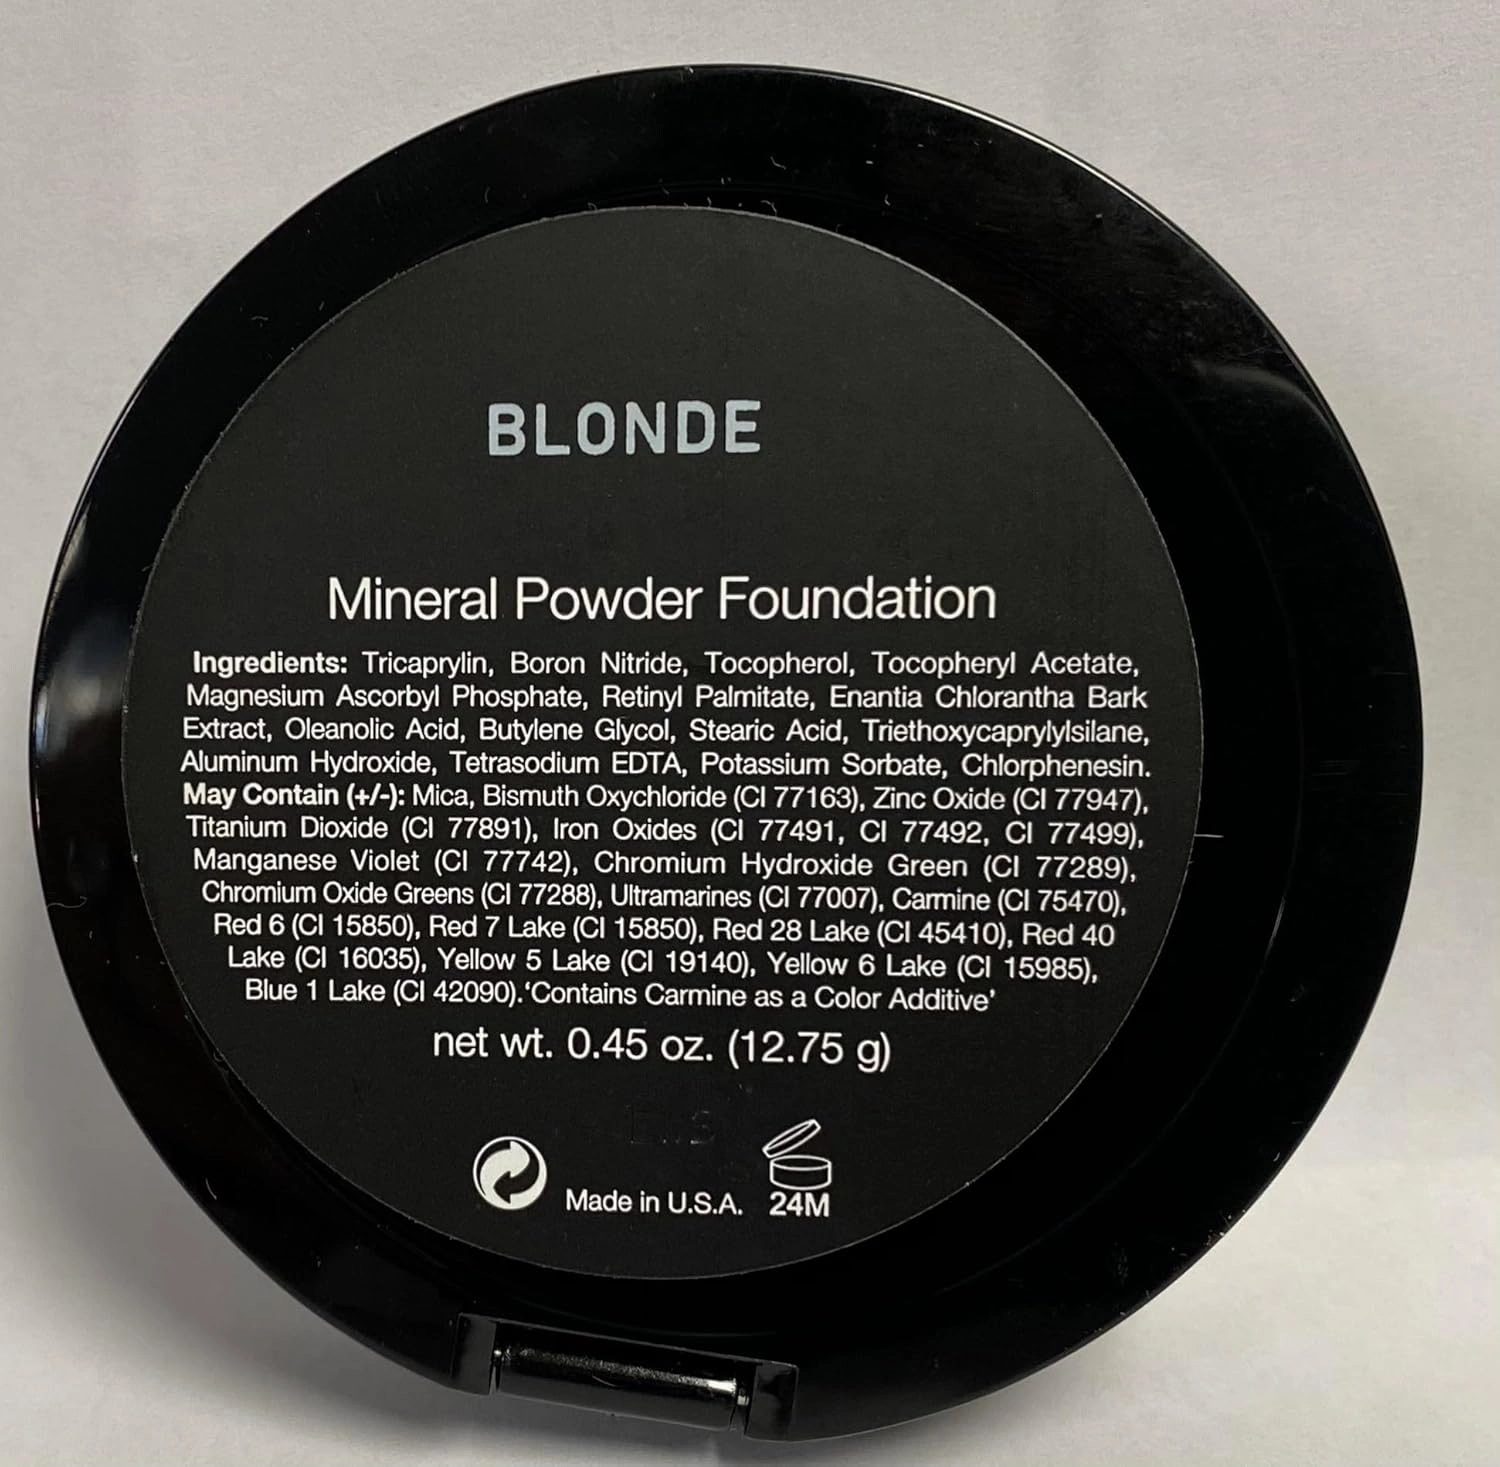 BLONDE
Mineral Powder Foundation
Ingredients: Tricaprylin, Boron Nitride, Tocopherol, Tocopheryl Acetate,
Magnesium Ascorbyl Phosphate, Retinyl Palmitate, Enantia Chlorantha Bark
Extract, Oleanolic Acid, Butylene Glycol, Stearic Acid, Triethoxycaprylylsilane,
Aluminum Hydroxide, Tetrasodium EDTA, Potassium Sorbate, Chlorphenesin.
May Contain (+/-): Mica, Bismuth Oxychloride (CI 77163), Zinc Oxide (CI 77947),
Titanium Dioxide (CI 77891), Iron Oxides (CI 77491, CI 77492, CI 77499),
Manganese Violet (CI 77742), Chromium Hydroxide Green (CI 77289),
Chromium Oxide Greens (CI 77288), Ultramarines (CI 77007), Carmine (CI 75470),
Red 6 (CI 15850), Red 7 Lake (CI 15850), Red 28 Lake (CI 45410), Red 40
Lake (CI 16035), Yellow 5 Lake (CI 19140), Yellow 6 Lake (CI 15985),
Blue 1 Lake (CI 42090).‘Contains Carmine as a Color Additive’
net wt. 0.45 oz. (12.75 g)
Made in U.S.A. 24M